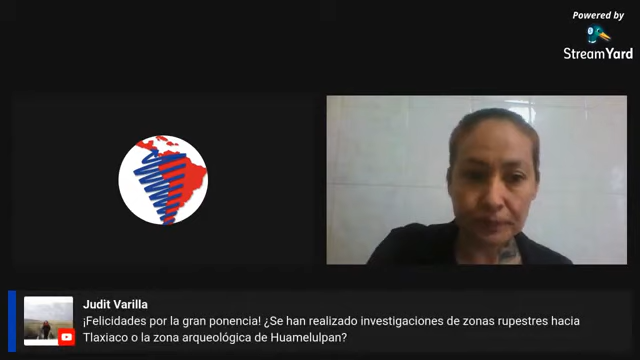 Powered by
StreamYard
Judit Varilla
¡Felicidades por la gran ponencia! ¿Se han realizado investigaciones de zonas rupestres hacia
Tlaxiaco o la zona arqueológica de Huamelulpan?